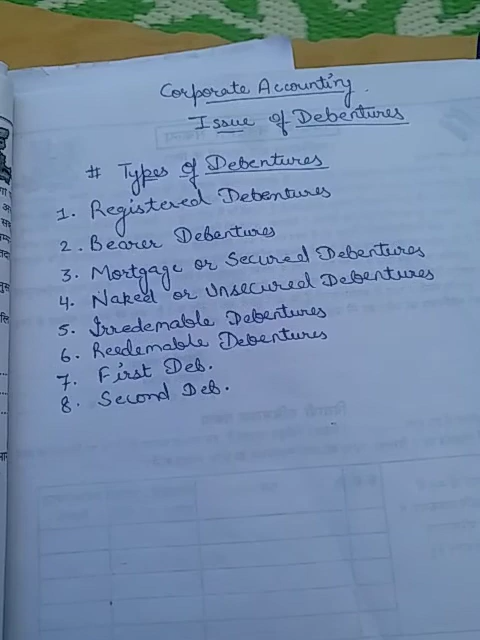 Corporate Accounting.
Issue of Debentures
# Types of Debentures
1. Registered Debentures
2. Bearer Debentures
3. Mortgage or Secured Debentures
4. Naked or Unsecured Debentures
5. Irredemable Debentures
6. Reedemable Debentures
7. First Deb.
8. Second Deb.